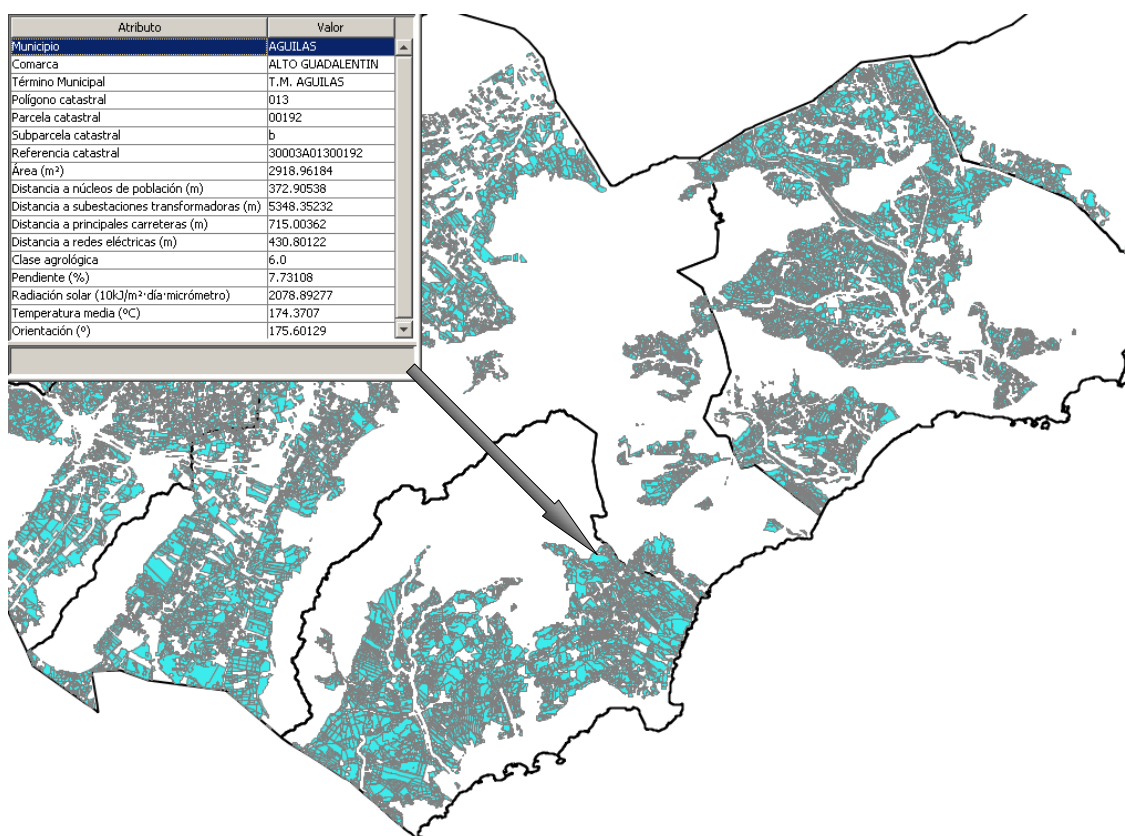 Atributo Valor
Municipio AGUILAS
Comarca ALTO GUADALENTIN
Término Municipal T.M. AGUILAS
Polígono catastral 013
Parcela catastral 00192
Subparcela catastral b
Referencia catastral 30003A01300192
Área (m²) 2918.96184
Distancia a núcleos de población (m) 372.90538
Distancia a subestaciones transformadoras (m) 5348.35232
Distancia a principales carreteras (m) 715.00362
Distancia a redes eléctricas (m) 430.80122
Clase agrológica 6.0
Pendiente (%) 7.73108
Radiación solar (10kJ/m²·día·micrómetro) 2078.89277
Temperatura media (ºC) 174.3707
Orientación (º) 175.60129